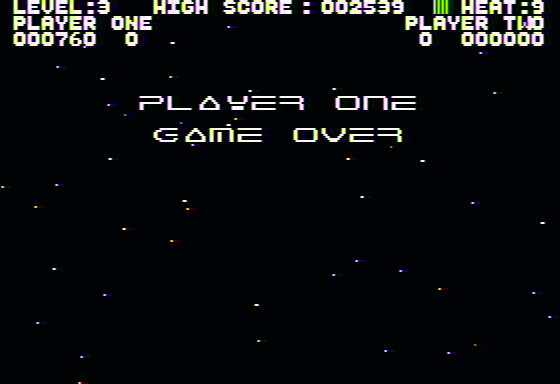 LEVEL:3 HIGH SCORE : 002539 HEAT:9
PLAYER ONE PLAYER TWO
000760 0 0 000000
PLAYER ONE
GAME OVER